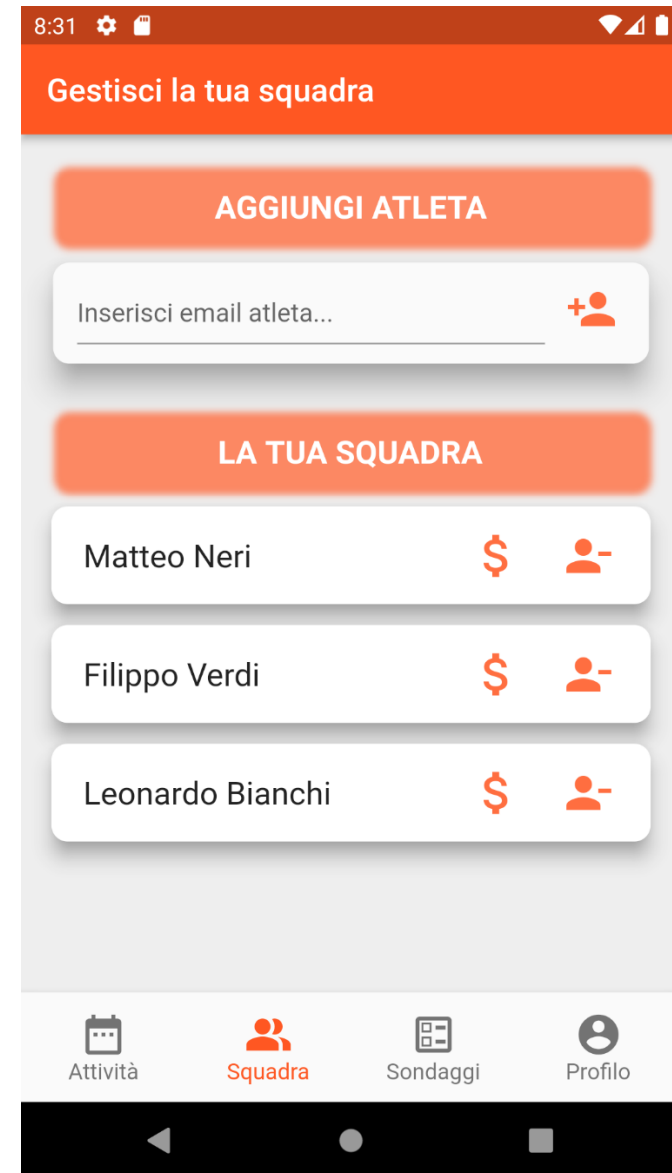 8:31
Gestisci la tua squadra
AGGIUNGI ATLETA
Inserisci email atleta...
LA TUA SQUADRA
Matteo Neri
Filippo Verdi
Leonardo Bianchi
Attività Squadra Sondaggi Profilo